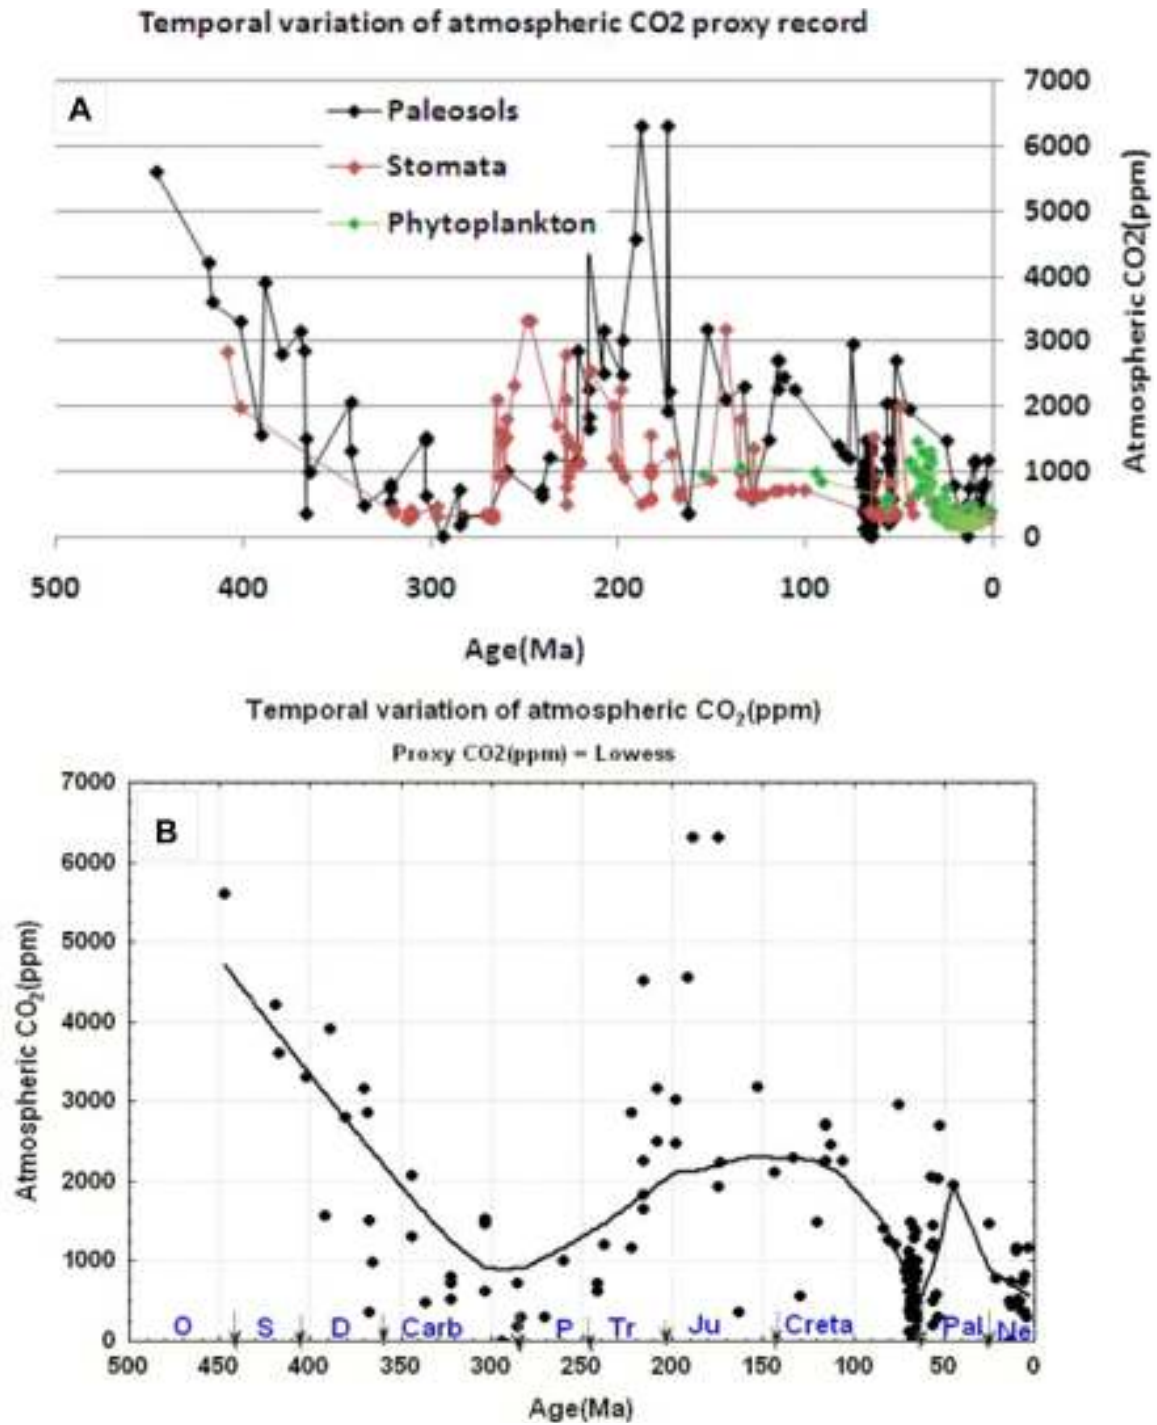 Temporal variation of atmospheric CO2 proxy record
A
Paleosols
Stomata
Phytoplankton
7000
6000
5000
4000
3000
2000
1000
0
Atmospheric CO2(ppm)
500 400 300 200 100 0
Age(Ma)
Temporal variation of atmospheric CO₂(ppm)
Proxy CO2(ppm) = Lowess
B
Atmospheric CO₂(ppm)
7000
6000
5000
4000
3000
2000
1000
0
O S D Carb P Tr Ju Creta Pal Ne
500 450 400 350 300 250 200 150 100 50 0
Age(Ma)